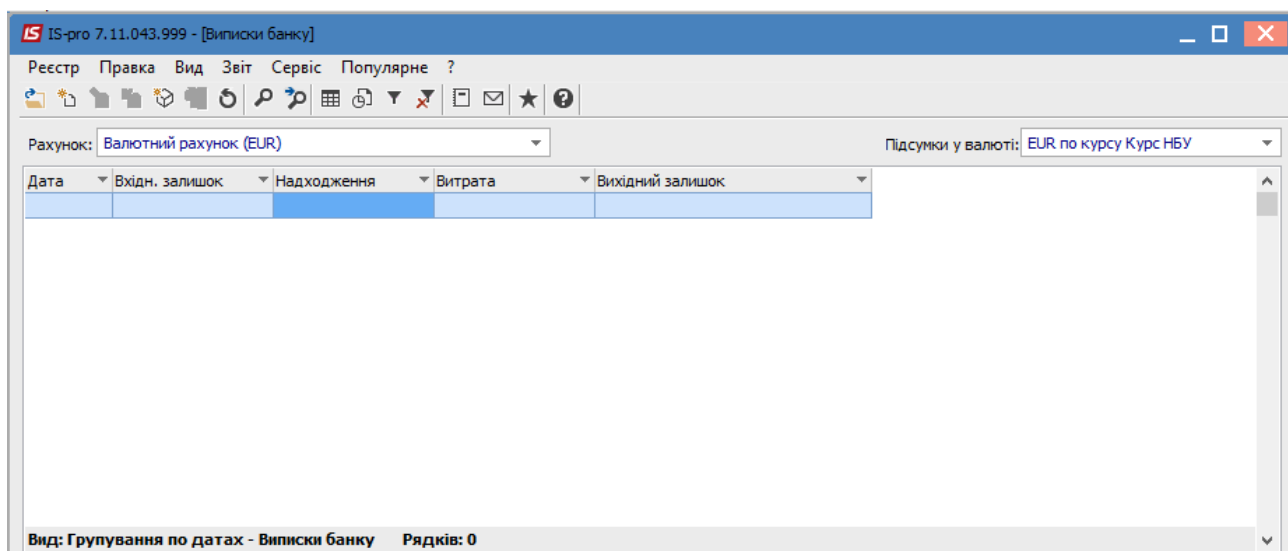 IS IS-pro 7.11.043.999 - [Виписки банку]
Реєстр Правка Вид Звіт Сервіс Популярне ?
Рахунок: Валютний рахунок (EUR) Підсумки у валюті: EUR по курсу Курс НБУ
Дата Вхідн. залишок Надходження Витрата Вихідний залишок
Вид: Групування по датах - Виписки банку Рядків: 0